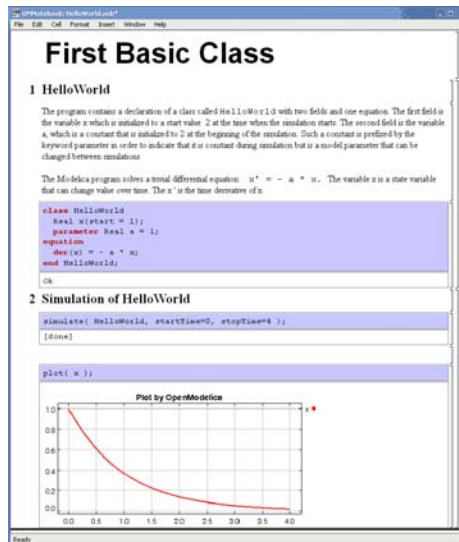 OMNotebook: HelloWorld.onb*
File Edit Cell Format Insert Window Help
First Basic Class
1 HelloWorld
The program contains a declaration of a class called HelloWorld with two fields and one equation. The first field is
the variable x which is initialized to a start value 2 at the time when the simulation starts. The second field is the variable
a, which is a constant that is initialized to 2 at the beginning of the simulation. Such a constant is prefixed by the
keyword parameter in order to indicate that it is constant during simulation but is a model parameter that can be
changed between simulations.
The Modelica program solves a trivial differential equation: x' = - a * x. The variable x is a state variable
that can change value over time. The x' is the time derivative of x.
class HelloWorld
Real x(start = 1);
parameter Real a = 1;
equation
der(x) = - a * x;
end HelloWorld;
Ok
2 Simulation of HelloWorld
simulate( HelloWorld, startTime=0, stopTime=4 );
[done]
plot( x );
Plot by OpenModelica
x
1.0
0.8
0.6
0.4
0.2
0.0
0.0 0.5 1.0 1.5 2.0 2.5 3.0 3.5 4.0
Ready